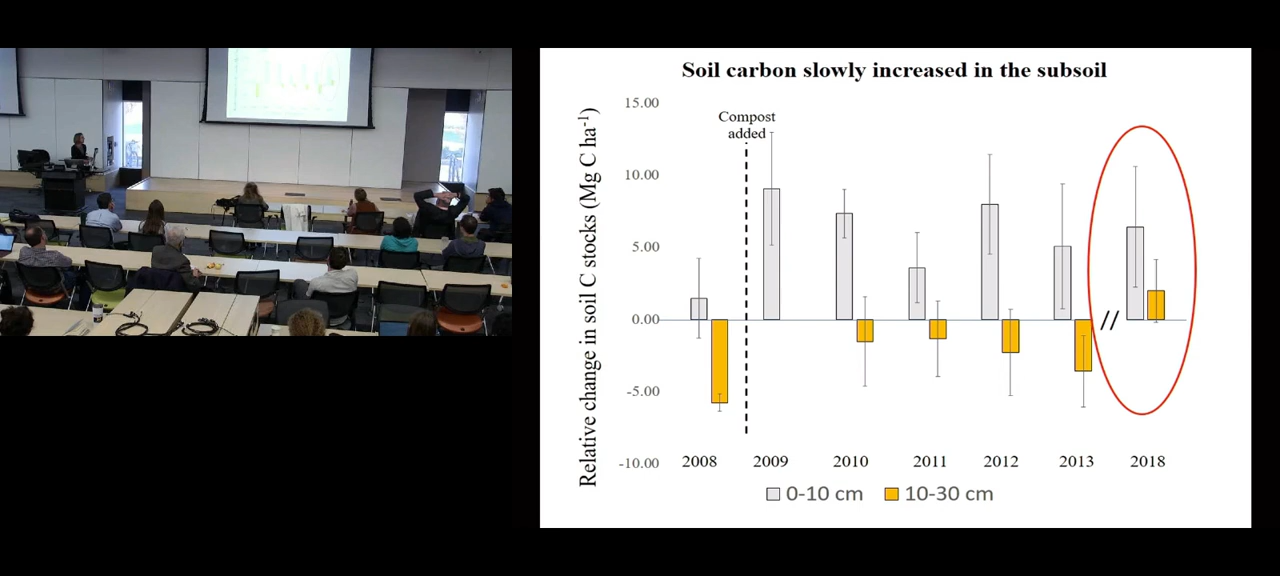 Soil carbon slowly increased in the subsoil
Relative change in soil C stocks (Mg C ha⁻¹)
15.00
10.00
5.00
0.00
-5.00
-10.00
Compost
added
//
2008 2009 2010 2011 2012 2013 2018
0-10 cm 10-30 cm